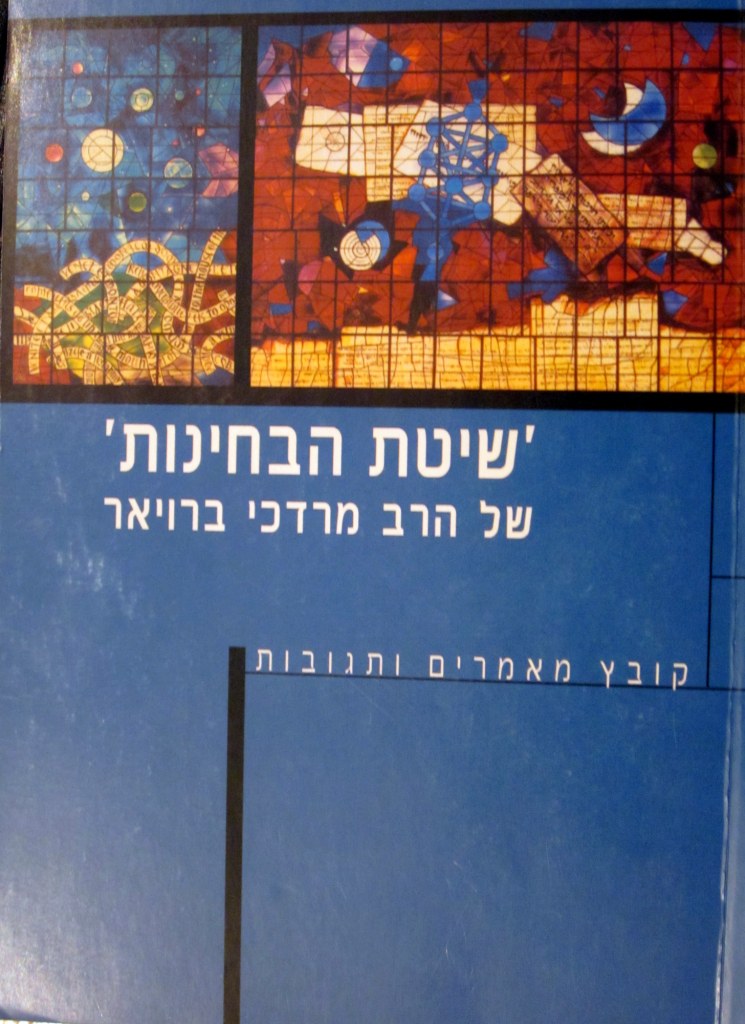 'שיטת הבחינות'
של הרב מרדכי ברויאר
קובץ מאמרים ותגובות